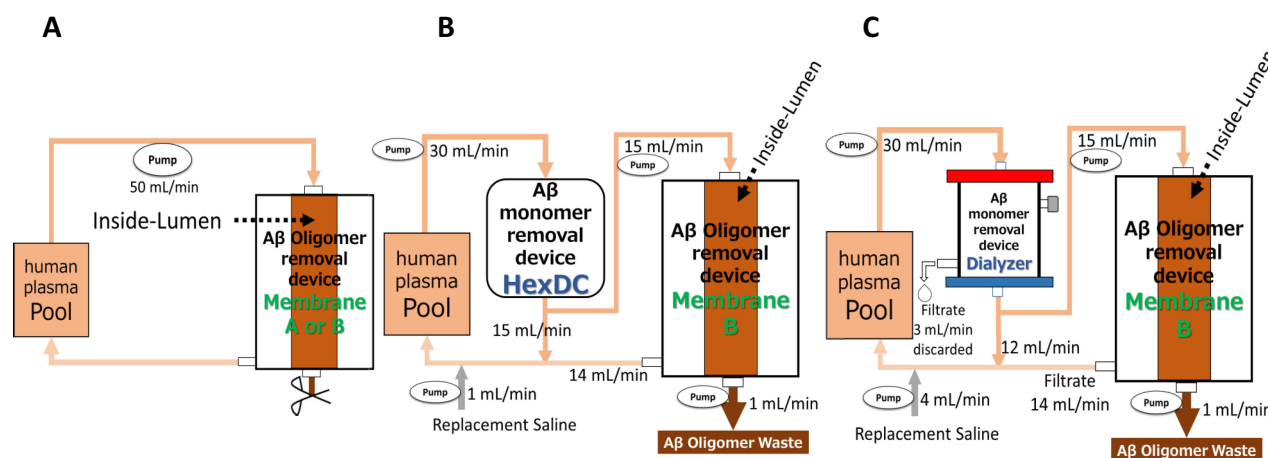 A
Pump
50 mL/min
Inside-Lumen
Aβ Oligomer
removal
device
Membrane
A or B
human
plasma
Pool
B
Pump
30 mL/min
Aβ
monomer
removal
device
HexDC
15 mL/min
Pump
Inside-Lumen
Aβ Oligomer
removal
device
Membrane
B
human
plasma
Pool
15 mL/min
14 mL/min
Pump
1 mL/min
Replacement Saline
Pump
1 mL/min
Aβ Oligomer Waste
C
Pump
30 mL/min
Aβ
monomer
removal
device
Dialyzer
15 mL/min
Pump
Inside-Lumen
Aβ Oligomer
removal
device
Membrane
B
human
plasma
Pool
Filtrate
3 mL/min
discarded
12 mL/min
Filtrate
14 mL/min
Pump
4 mL/min
Replacement Saline
Pump
1 mL/min
Aβ Oligomer Waste